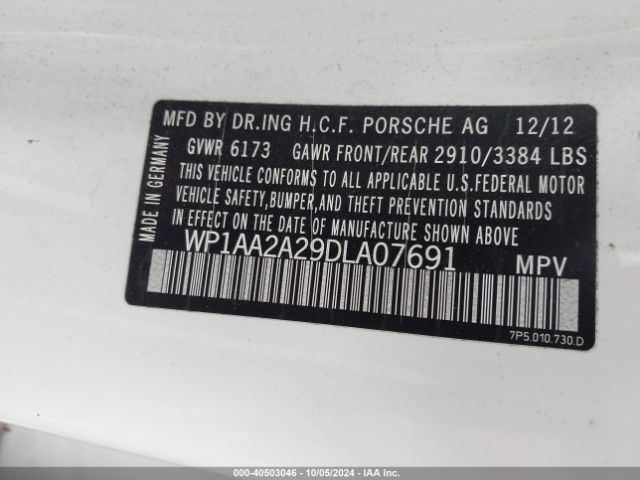 MFD BY DR.ING H.C.F. PORSCHE AG 12/12
GVWR 6173 GAWR FRONT/REAR 2910/3384 LBS
THIS VEHICLE CONFORMS TO ALL APPLICABLE U.S.FEDERAL MOTOR
VEHICLE SAFETY,BUMPER,AND THEFT PREVENTION STANDARDS
IN EFFECT ON THE DATE OF MANUFACTURE SHOWN ABOVE.
WP1AA2A29DLA07691 MPV
MADE IN GERMANY
7P5.010.730.D
000-40503046 - 10/05/2024 - IAA Inc.